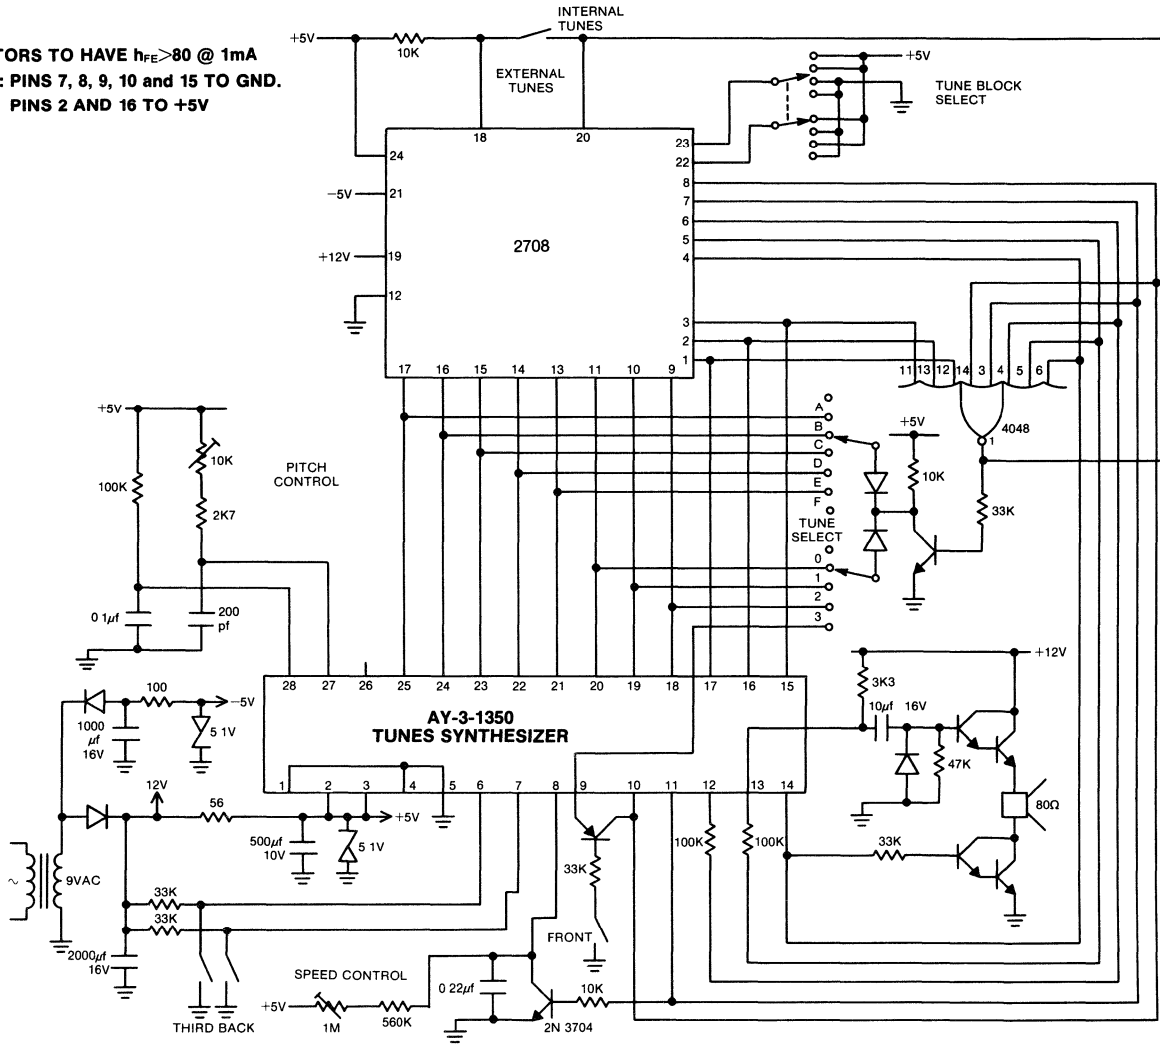 TORS TO HAVE hFE>80 @ 1mA
: PINS 7, 8, 9, 10 and 15 TO GND.
PINS 2 AND 16 TO +5V
INTERNAL
TUNES
+5V
10K
EXTERNAL
TUNES
+5V
TUNE BLOCK
SELECT
18
20
24
21
19
12
-5V
+12V
2708
23
22
8
7
6
5
4
3
2
1
17
16
15
14
13
11
10
9
11
13
12
14
3
4
5
6
4048
1
+5V
10K
33K
A
B
C
D
E
F
TUNE
SELECT
0
1
2
3
+5V
10K
100K
2K7
PITCH
CONTROL
0 1µf
200
pf
28
27
26
25
24
23
22
21
20
19
18
17
16
15
AY-3-1350
TUNES SYNTHESIZER
1
2
3
4
5
6
7
8
9
10
11
12
13
14
100
-5V
1000
µf
16V
5 1V
12V
56
+5V
500µf
10V
5 1V
~
9VAC
33K
33K
2000µf
16V
THIRD BACK
SPEED CONTROL
+5V
1M
560K
0 22µf
2N 3704
10K
33K
FRONT
100K
100K
+12V
3K3
10µf
16V
47K
80Ω
33K